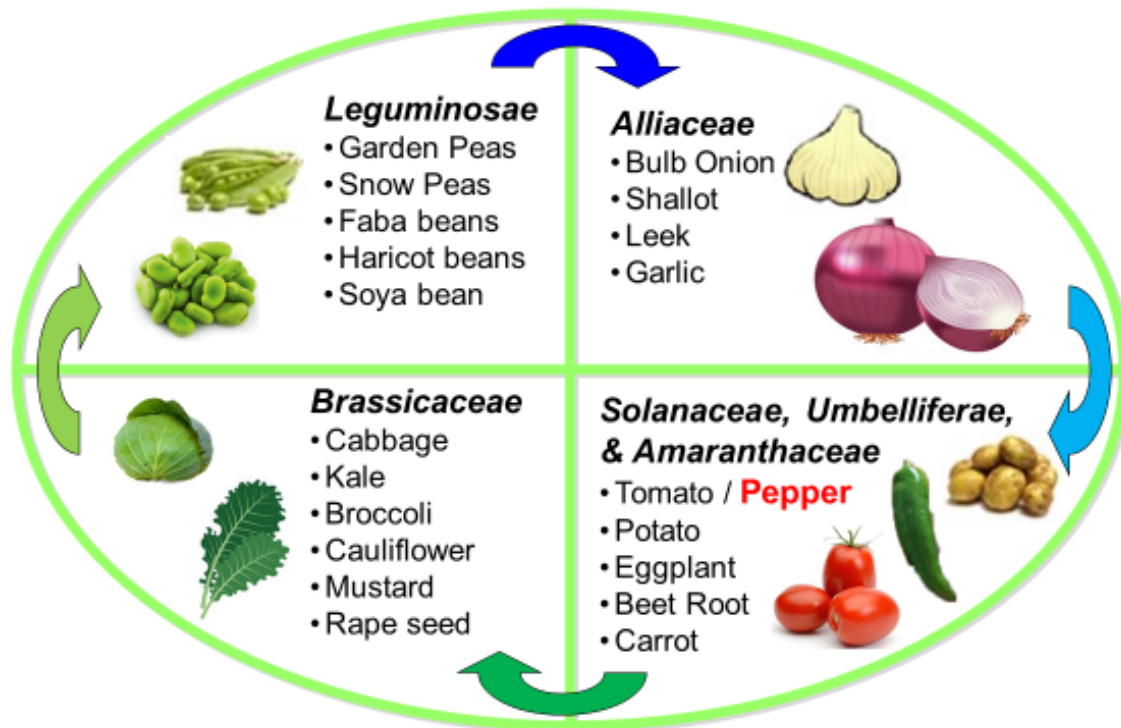 Leguminosae
• Garden Peas
• Snow Peas
• Faba beans
• Haricot beans
• Soya bean
Alliaceae
• Bulb Onion
• Shallot
• Leek
• Garlic
Brassicaceae
• Cabbage
• Kale
• Broccoli
• Cauliflower
• Mustard
• Rape seed
Solanaceae, Umbelliferae,
& Amaranthaceae
• Tomato / Pepper
• Potato
• Eggplant
• Beet Root
• Carrot